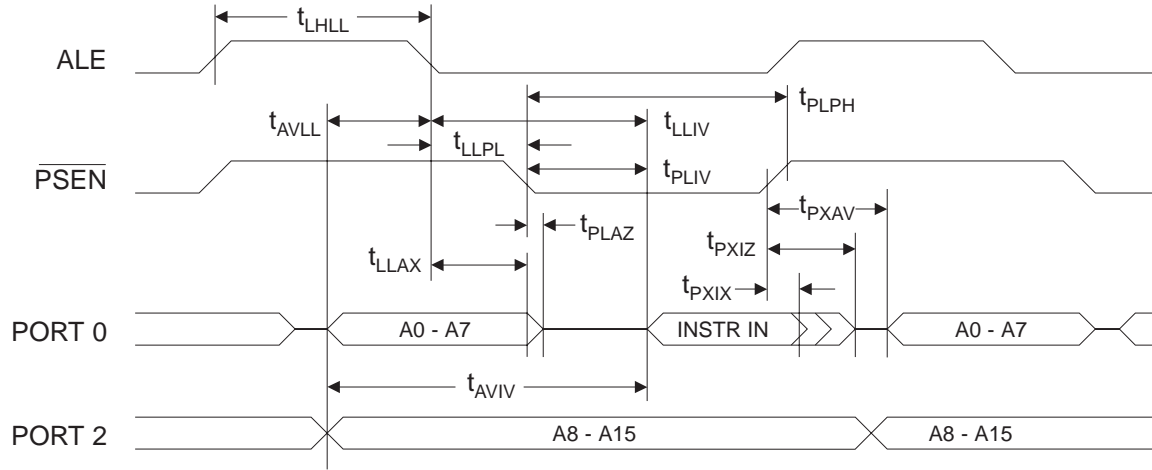 tLHLL
ALE
tPLPH
tAVLL
tLLIV
tLLPL
PSEN
tPLIV
tPXAV
tPLAZ
tPXIZ
tLLAX
tPXIX
PORT 0
A0 - A7
INSTR IN
A0 - A7
tAVIV
PORT 2
A8 - A15
A8 - A15